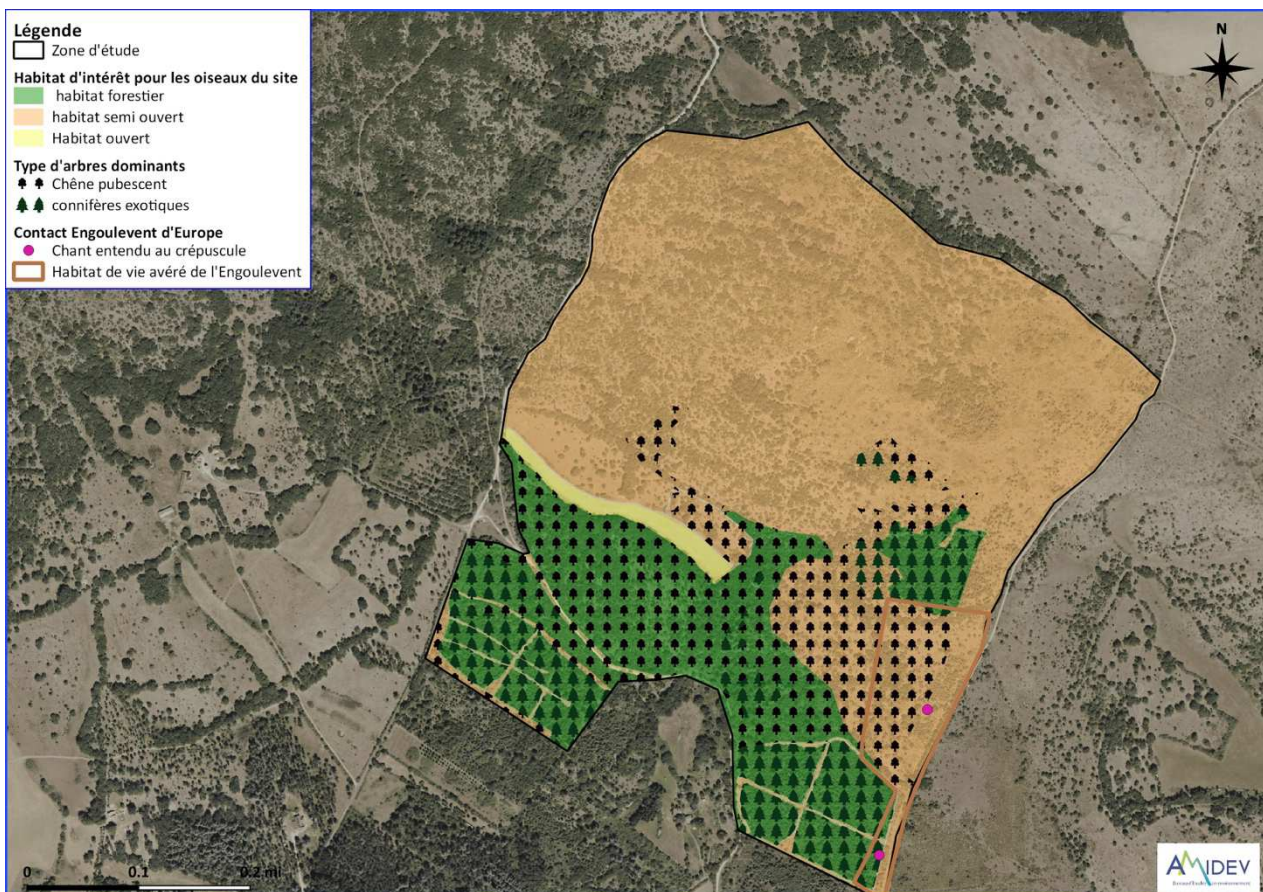 Légende
Zone d'étude
Habitat d'intérêt pour les oiseaux du site
habitat forestier
habitat semi ouvert
Habitat ouvert
Type d'arbres dominants
Chêne pubescent
connifères exotiques
Contact Engoulevent d'Europe
Chant entendu au crépuscule
Habitat de vie avéré de l'Engoulevent
N
0 0.1 0.2 mi
AMIDEV